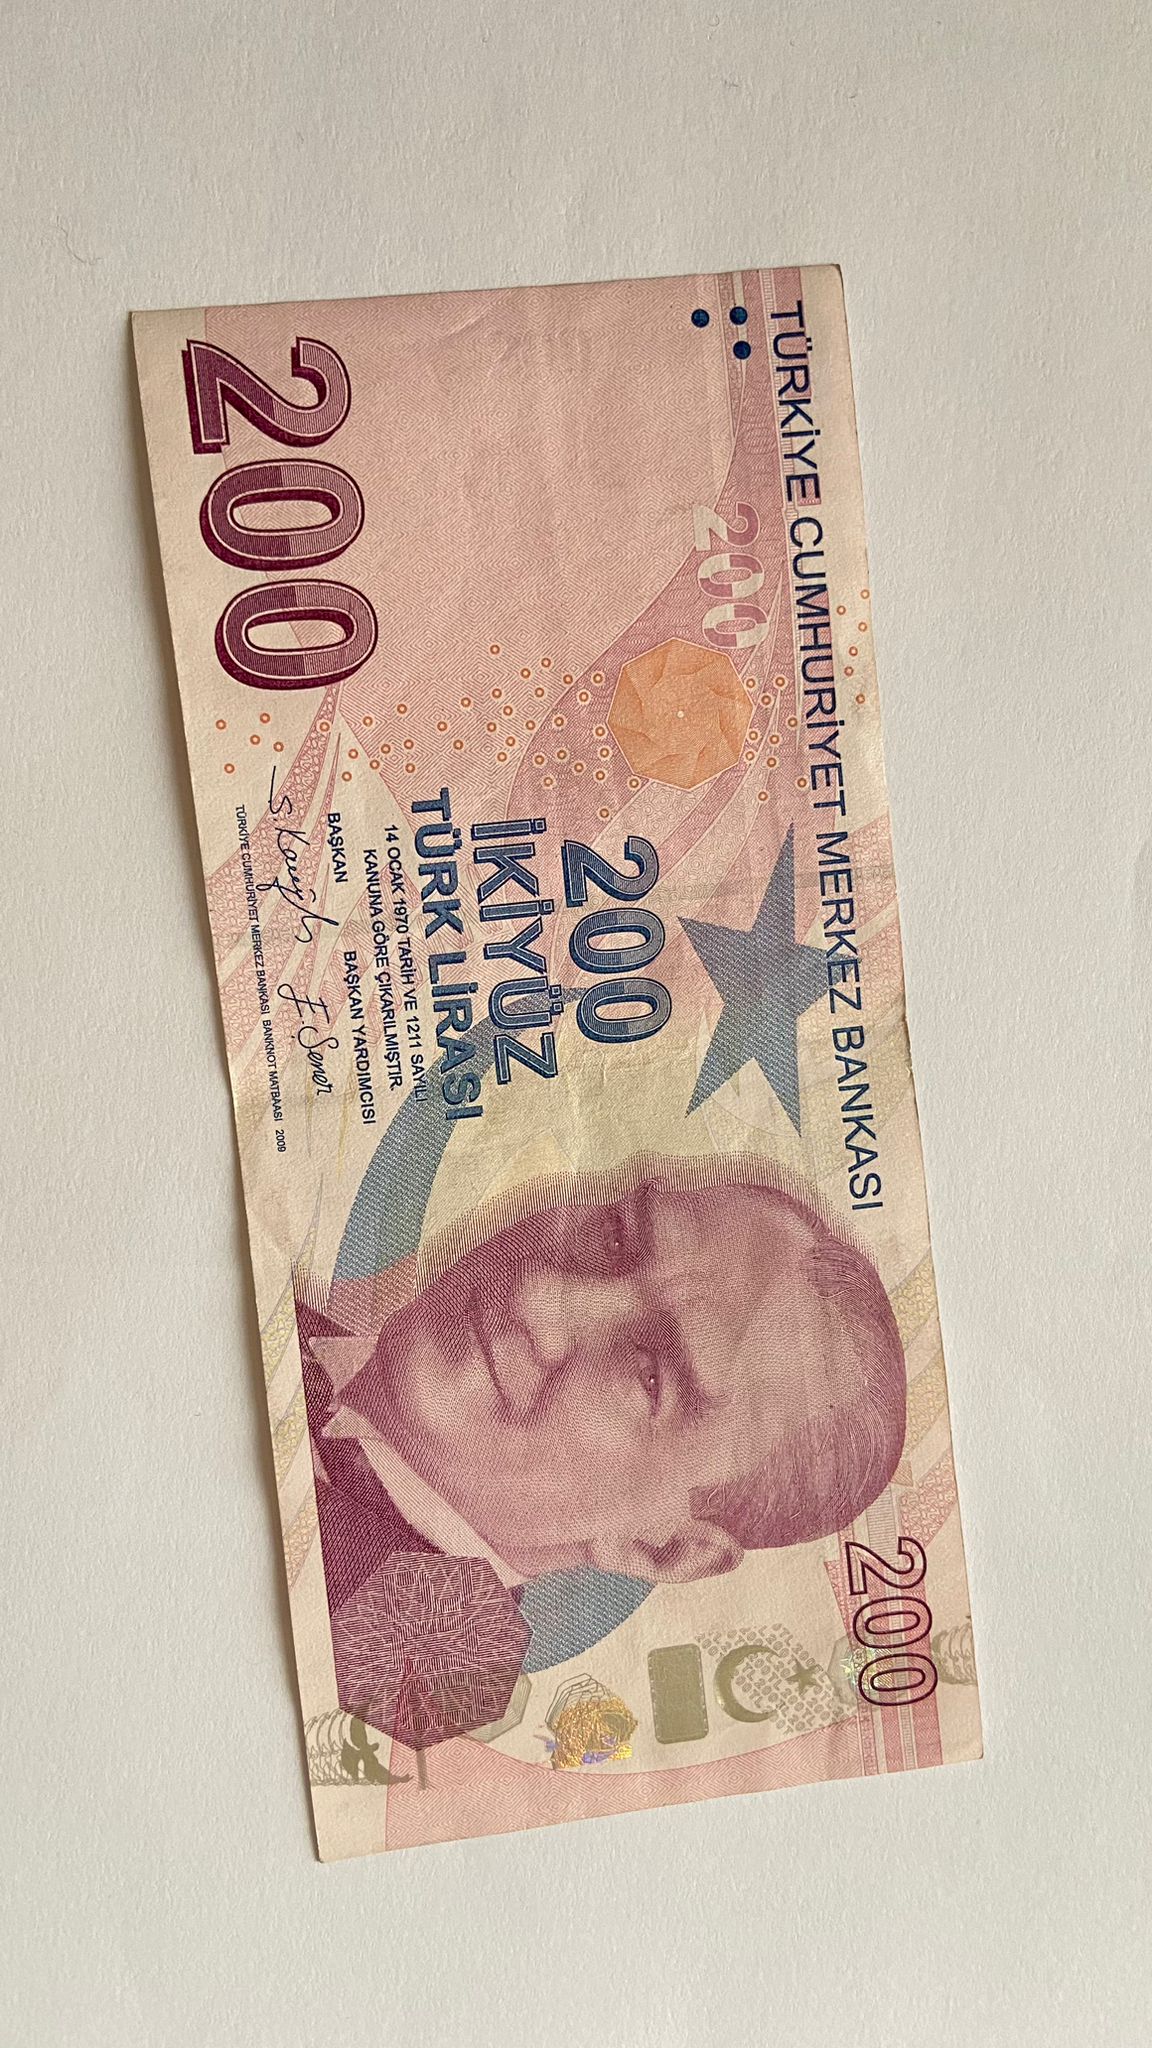 TÜRKİYE CUMHURİYET MERKEZ BANKASI
200
200
200
İKİYÜZ
TÜRK LİRASI
14 OCAK 1970 TARİH VE 1211 SAYILI
KANUNA GÖRE ÇIKARILMIŞTIR.
BAŞKAN
BAŞKAN YARDIMCISI
E. Şener
TÜRKİYE CUMHURİYET MERKEZ BANKASI BANKNOT MATBAASI 2009
200